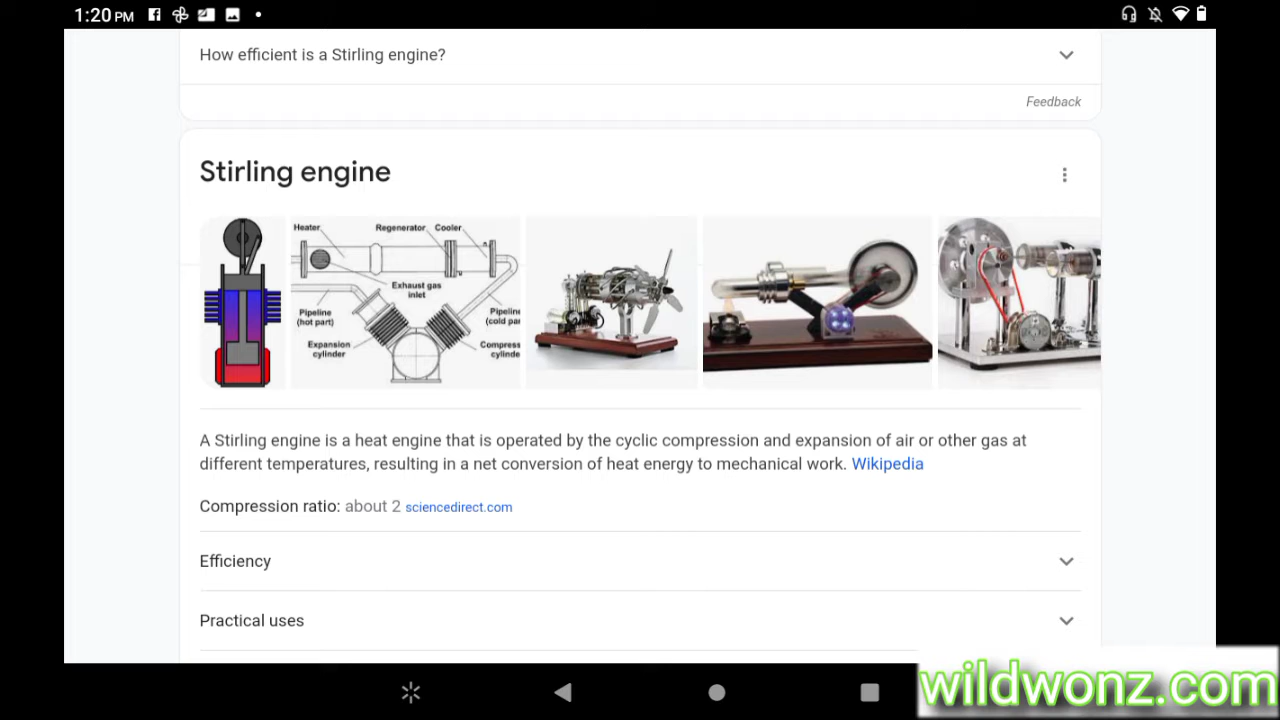 1:20 PM
How efficient is a Stirling engine?
Feedback
Stirling engine
Heater
Regenerator
Cooler
Exhaust gas
inlet
Pipeline
(hot part)
Pipeline
(cold par
Expansion
cylinder
Compress
cylinde
A Stirling engine is a heat engine that is operated by the cyclic compression and expansion of air or other gas at
different temperatures, resulting in a net conversion of heat energy to mechanical work. Wikipedia
Compression ratio: about 2 sciencedirect.com
Efficiency
Practical uses
wildwonz.com